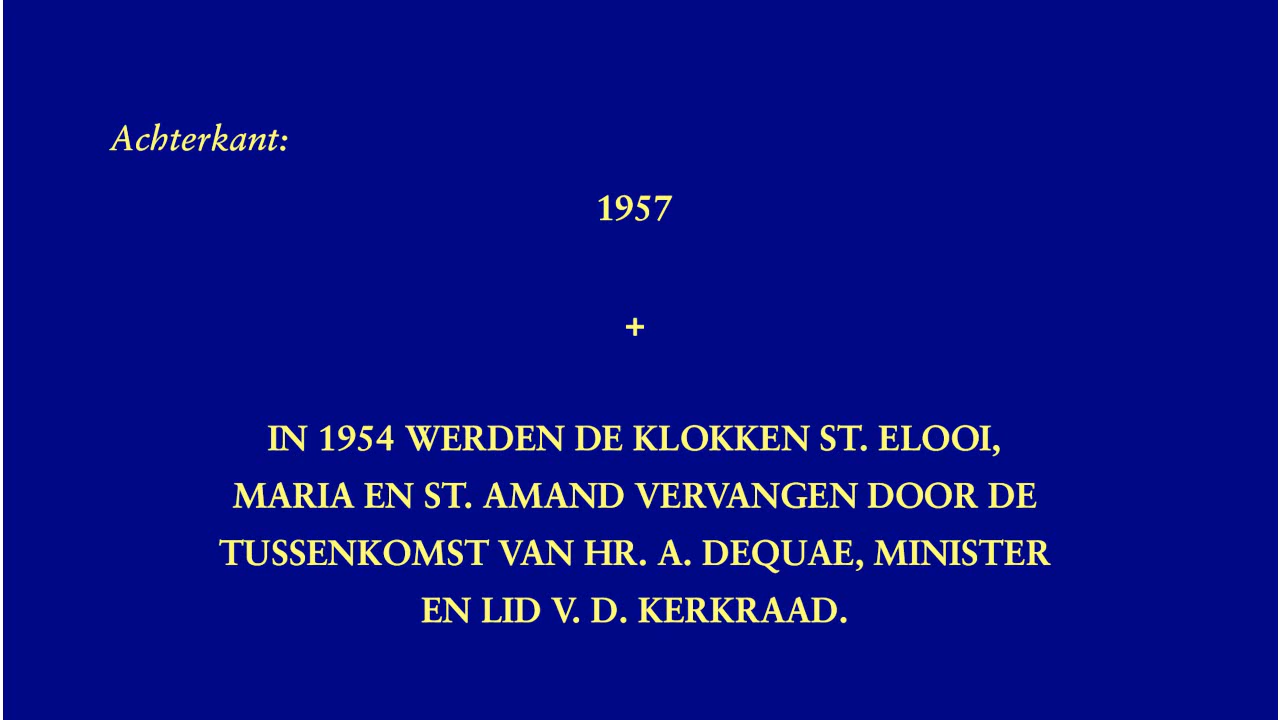 Achterkant:
1957
+
IN 1954 WERDEN DE KLOKKEN ST. ELOOI,
MARIA EN ST. AMAND VERVANGEN DOOR DE
TUSSENKOMST VAN HR. A. DEQUAE, MINISTER
EN LID V. D. KERKRAAD.